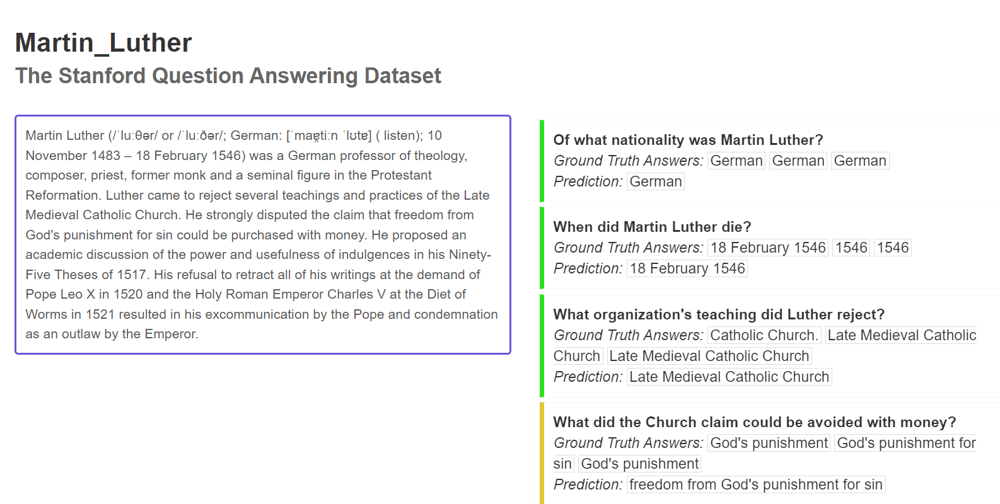 Martin_Luther
The Stanford Question Answering Dataset
Martin Luther (/ˈluːθər/ or /ˈluːðər/; German: [ˈmaɐ̯tiːn ˈlʊtɐ] ( listen); 10
November 1483 – 18 February 1546) was a German professor of theology,
composer, priest, former monk and a seminal figure in the Protestant
Reformation. Luther came to reject several teachings and practices of the Late
Medieval Catholic Church. He strongly disputed the claim that freedom from
God's punishment for sin could be purchased with money. He proposed an
academic discussion of the power and usefulness of indulgences in his Ninety-
Five Theses of 1517. His refusal to retract all of his writings at the demand of
Pope Leo X in 1520 and the Holy Roman Emperor Charles V at the Diet of
Worms in 1521 resulted in his excommunication by the Pope and condemnation
as an outlaw by the Emperor.
Of what nationality was Martin Luther?
Ground Truth Answers: German German German
Prediction: German
When did Martin Luther die?
Ground Truth Answers: 18 February 1546 1546 1546
Prediction: 18 February 1546
What organization's teaching did Luther reject?
Ground Truth Answers: Catholic Church. Late Medieval Catholic
Church Late Medieval Catholic Church
Prediction: Late Medieval Catholic Church
What did the Church claim could be avoided with money?
Ground Truth Answers: God's punishment God's punishment for
sin God's punishment
Prediction: freedom from God's punishment for sin